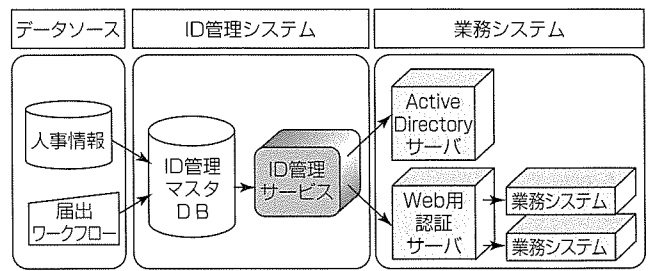 データソース
ID管理システム
業務システム
人事情報
届出
ワークフロー
ID管理
マスタ
DB
ID管理
サービス
Active
Directory
サーバ
Web用
認証
サーバ
業務システム
業務システム